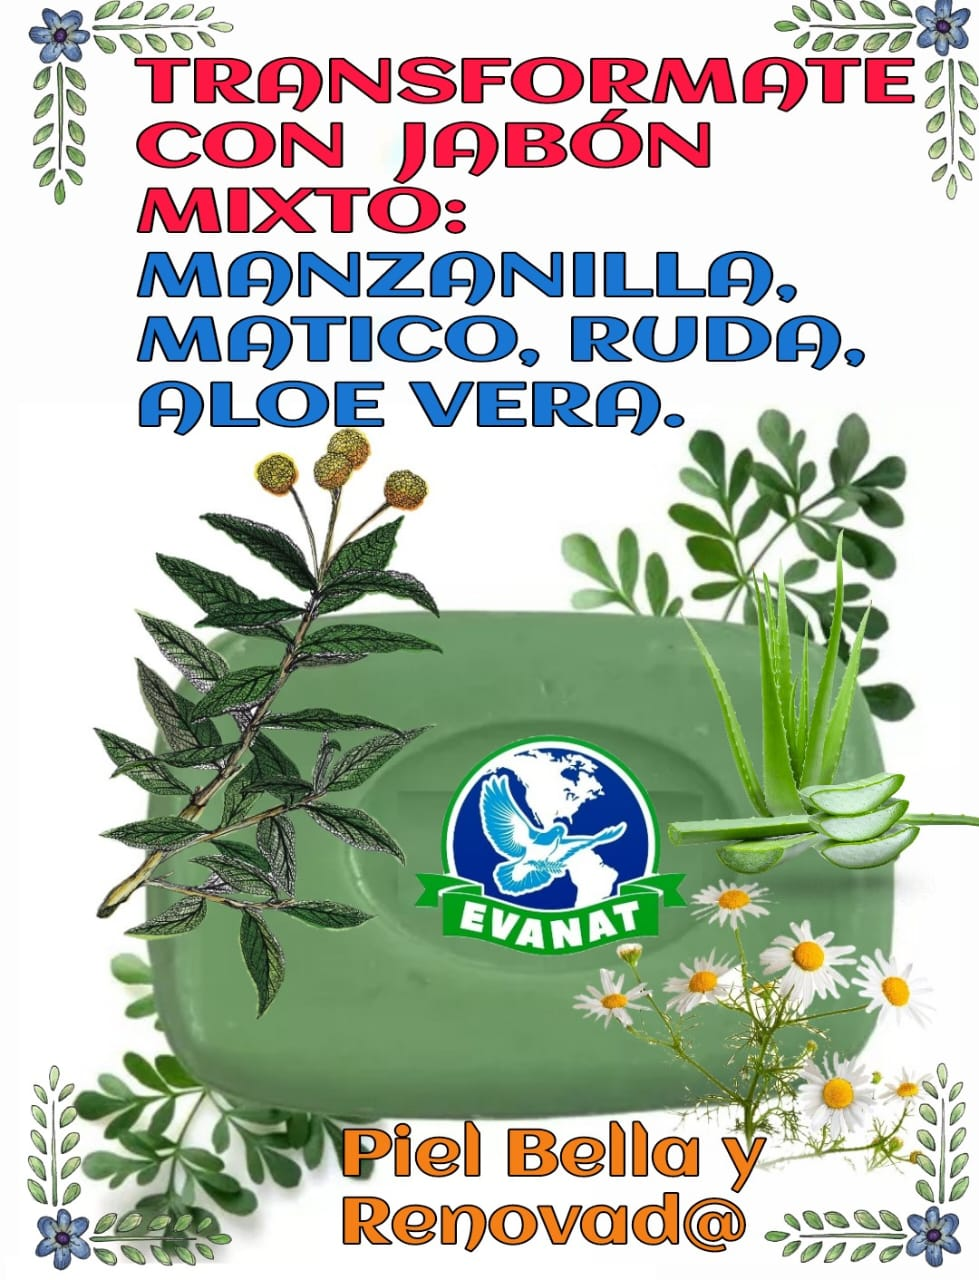 TRANSFORMATE
CON JABÓN
MIXTO:
MANZANILLA,
MATICO, RUDA,
ALOE VERA.
EVANAT
Piel Bella y
Renovad@